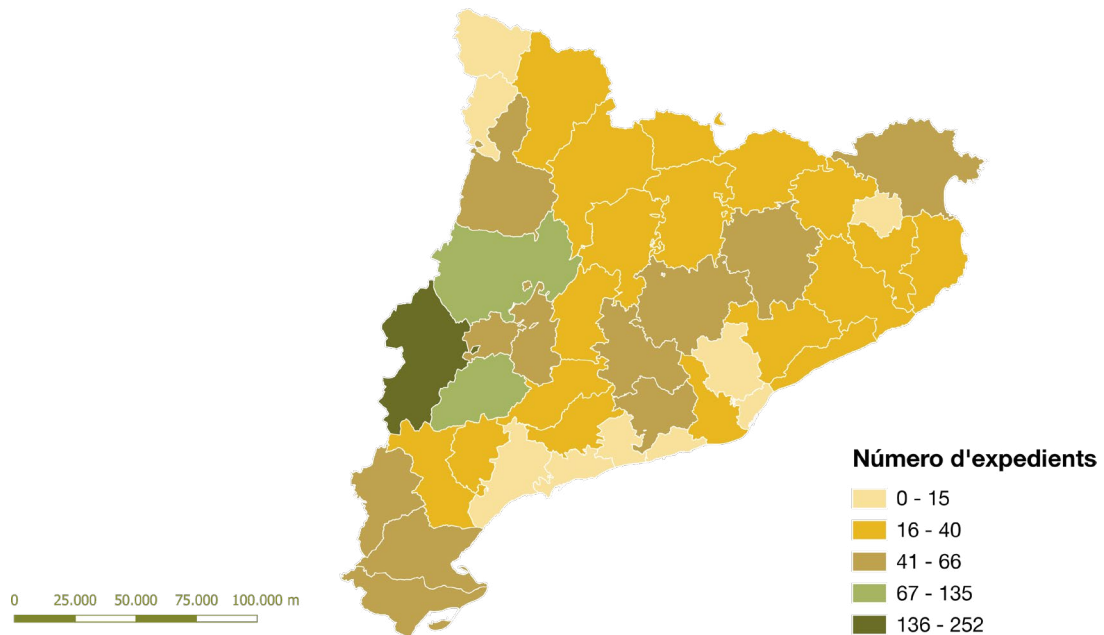 Número d'expedients
0 - 15
16 - 40
41 - 66
67 - 135
136 - 252
0 25.000 50.000 75.000 100.000 m